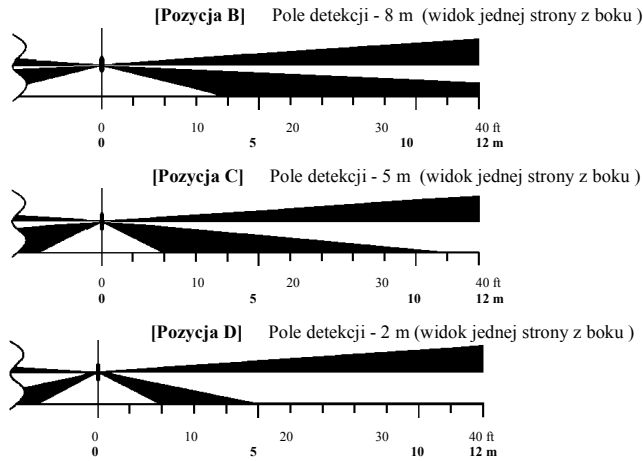 [Pozycja B] Pole detekcji - 8 m (widok jednej strony z boku )
0 10 20 30 40 ft
0 5 10 12 m
[Pozycja C] Pole detekcji - 5 m (widok jednej strony z boku )
0 10 20 30 40 ft
0 5 10 12 m
[Pozycja D] Pole detekcji - 2 m (widok jednej strony z boku )
0 10 20 30 40 ft
0 5 10 12 m